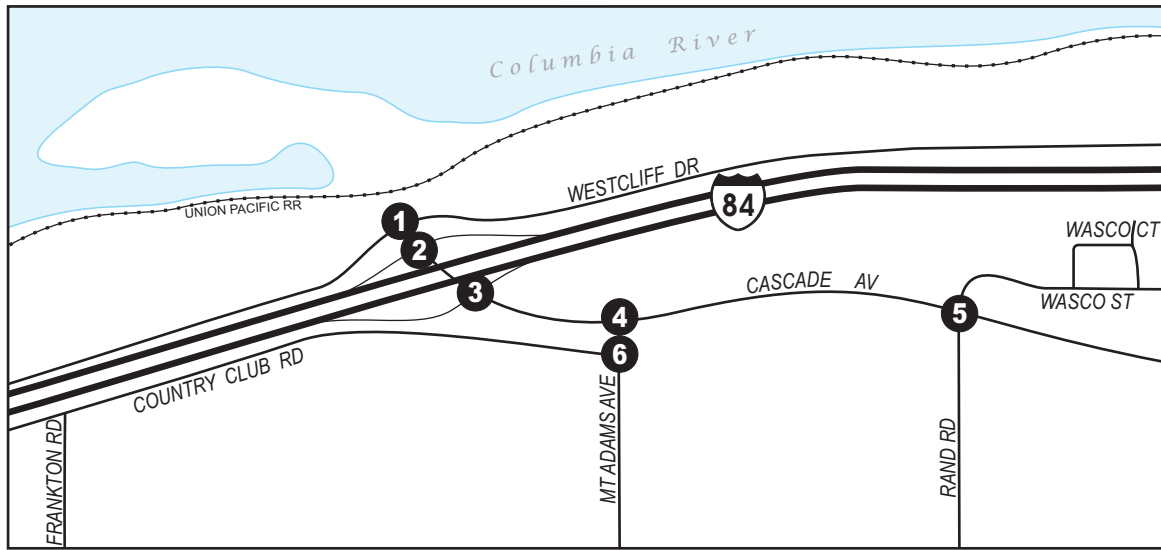 Columbia River
WESTCLIFF DR
UNION PACIFIC RR
84
1
2
WASCO CT
3
CASCADE AV
WASCO ST
4
5
6
COUNTRY CLUB RD
FRANKTON RD
MT ADAMS AVE
RAND RD